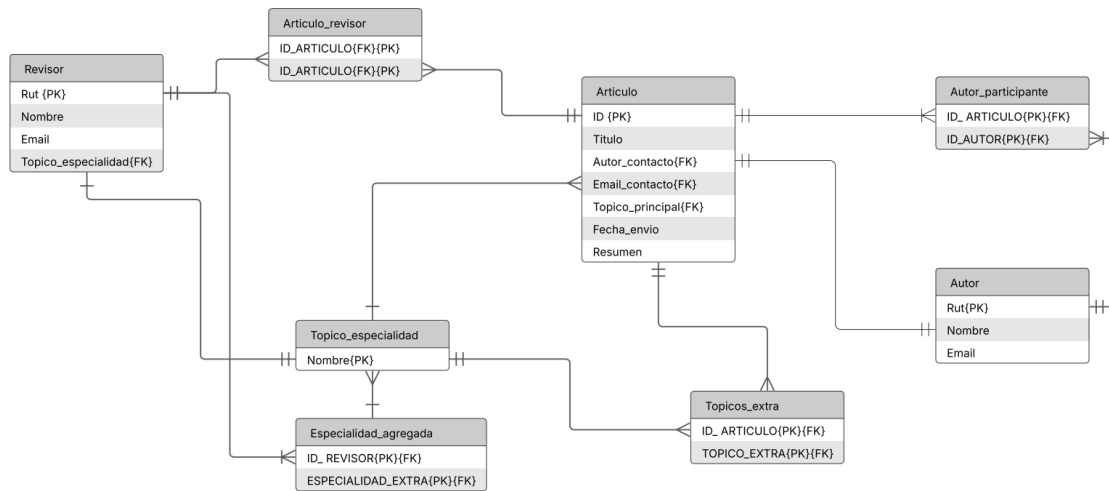 Articulo_revisor
ID_ARTICULO{FK}{PK}
ID_ARTICULO{FK}{PK}
Revisor
Rut {PK}
Nombre
Email
Topico_especialidad{FK}
Articulo
ID {PK}
Titulo
Autor_contacto{FK}
Email_contacto{FK}
Topico_principal{FK}
Fecha_envio
Resumen
Autor_participante
ID_ ARTICULO{PK}{FK}
ID_AUTOR{PK}{FK}
Autor
Rut{PK}
Nombre
Email
Topico_especialidad
Nombre{PK}
Especialidad_agregada
ID_ REVISOR{PK}{FK}
ESPECIALIDAD_EXTRA{PK}{FK}
Topicos_extra
ID_ ARTICULO{PK}{FK}
TOPICO_EXTRA{PK}{FK}